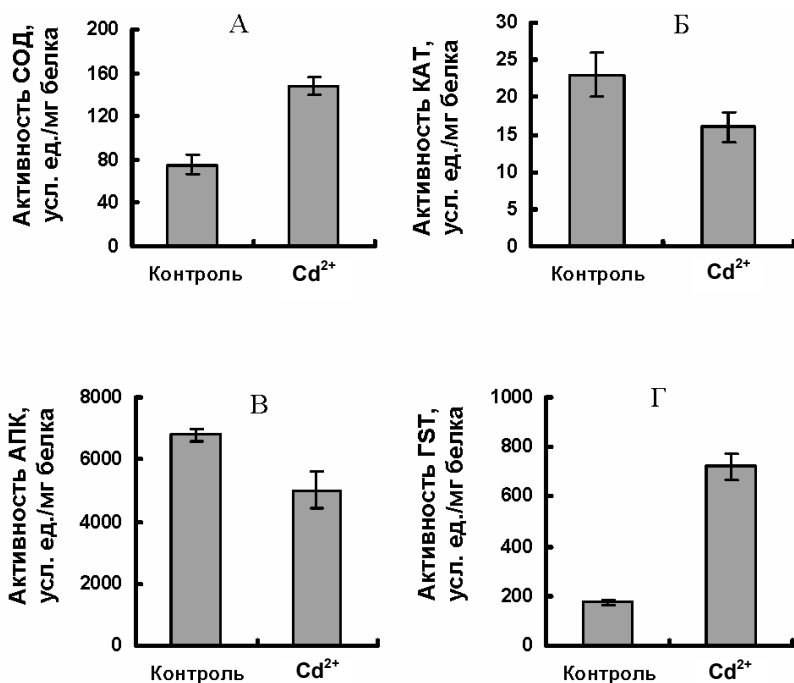 А
Активность СОД,
усл. ед./мг белка
200
160
120
80
40
0
Контроль
Cd²⁺
Б
Активность КАТ,
усл. ед./мг белка
30
25
20
15
10
5
0
Контроль
Cd²⁺
В
Активность АПК,
усл. ед./мг белка
8000
6000
4000
2000
0
Контроль
Cd²⁺
Г
Активность ГST,
усл. ед./мг белка
1000
800
600
400
200
0
Контроль
Cd²⁺